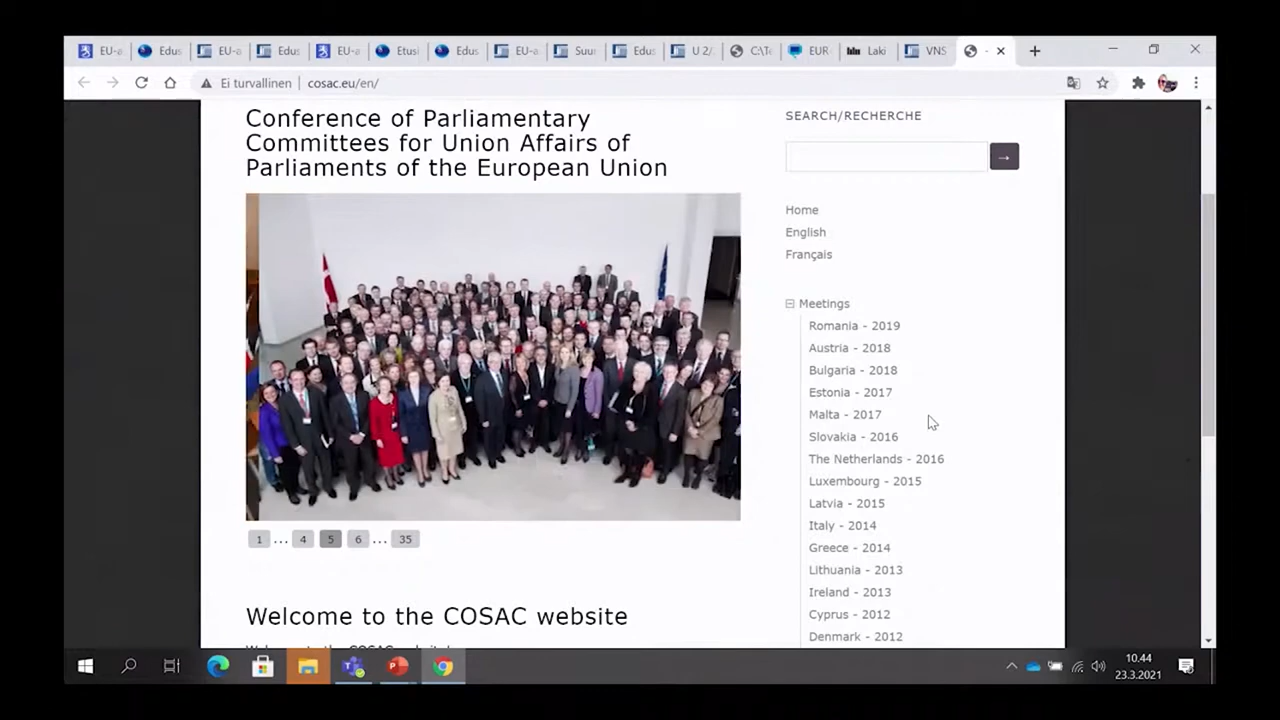 EU-a
Edus
EU-a
Edus
EU-a
Etusi
Edus
EU-a
Suur
Edus
U 2/
C:\Te
EUR
Laki
VNS
Ei turvallinen
cosac.eu/en/
Conference of Parliamentary
Committees for Union Affairs of
Parliaments of the European Union
1 ... 4 5 6 ... 35
Welcome to the COSAC website
SEARCH/RECHERCHE
→
Home
English
Français
Meetings
Romania - 2019
Austria - 2018
Bulgaria - 2018
Estonia - 2017
Malta - 2017
Slovakia - 2016
The Netherlands - 2016
Luxembourg - 2015
Latvia - 2015
Italy - 2014
Greece - 2014
Lithuania - 2013
Ireland - 2013
Cyprus - 2012
Denmark - 2012
10.44
23.3.2021